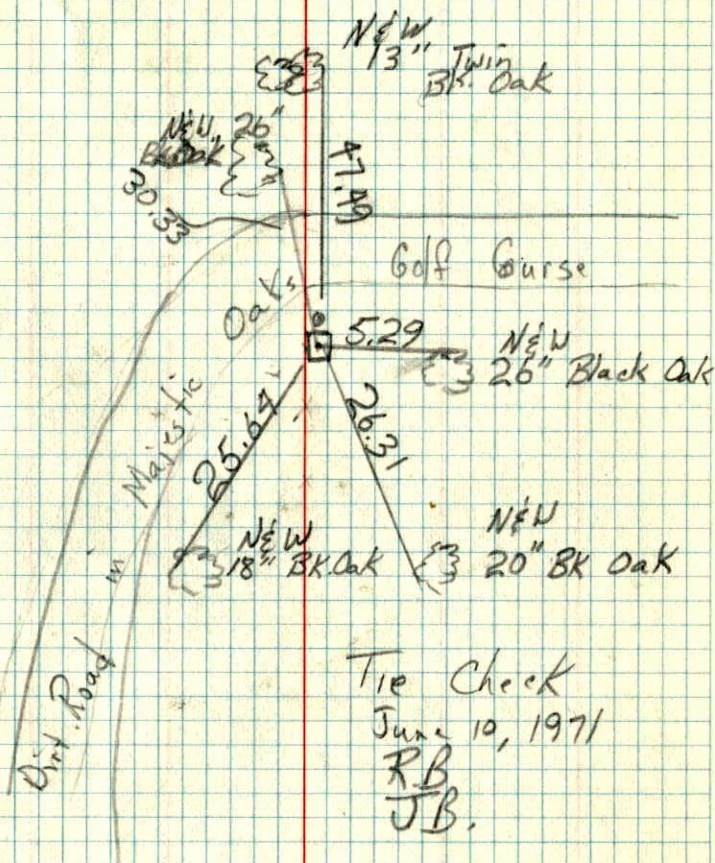 N&W
13" Twin
Bk. Oak
N&W 26"
Bk Oak
47.49
30.33
Golf Course
5.29
N&W
26" Black Oak
25.64
26.31
N&W
18" BK.Oak
N&W
20" BK Oak
Dirt Road in Majestic Oaks
Tie Check
June 10, 1971
RB
JB.